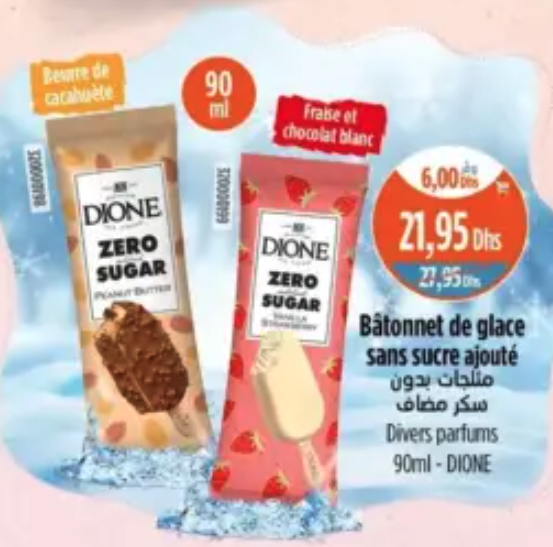 Beurre de
cacahuète
90
ml
Fraise et
chocolat blanc
DIONE
ZERO
SUGAR
PEANUT BUTTER
DIONE
ZERO
SUGAR
VANILLA
STRAWBERRY
6,00 Dhs
21,95 Dhs
27,95 Dhs
Bâtonnet de glace
sans sucre ajouté
مثلجات بدون
سكر مضاف
Divers parfums
90ml - DIONE